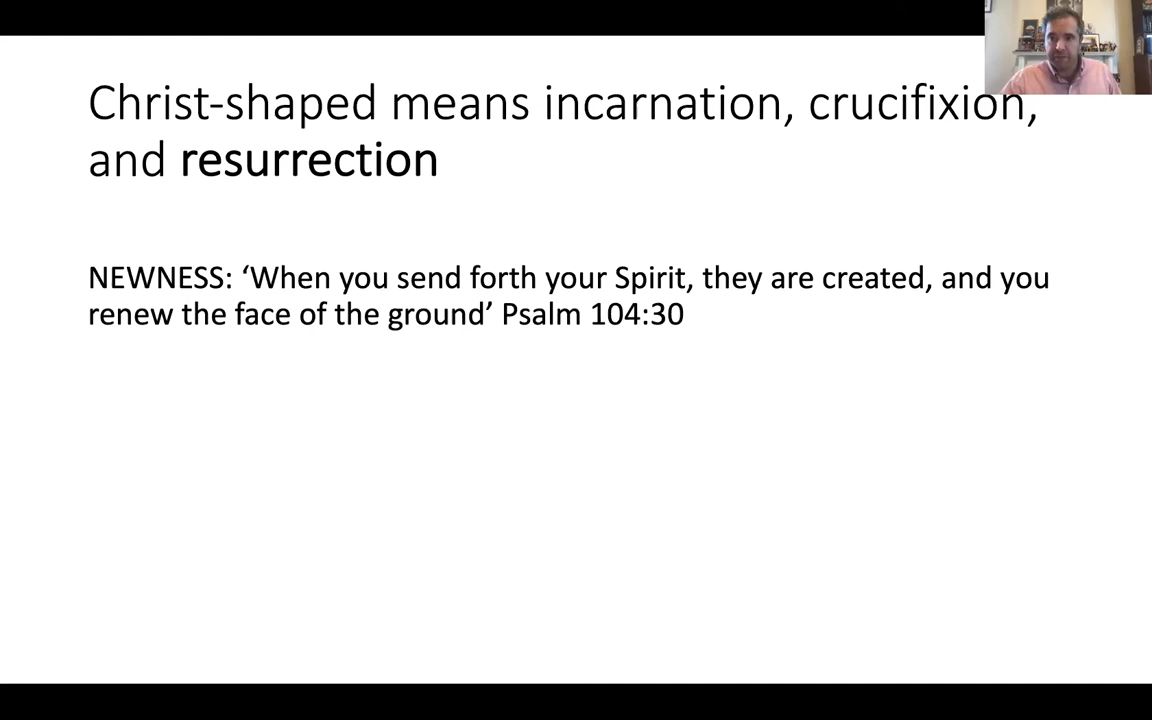 Christ-shaped means incarnation, crucifixion,
and resurrection
NEWNESS: ‘When you send forth your Spirit, they are created, and you
renew the face of the ground’ Psalm 104:30